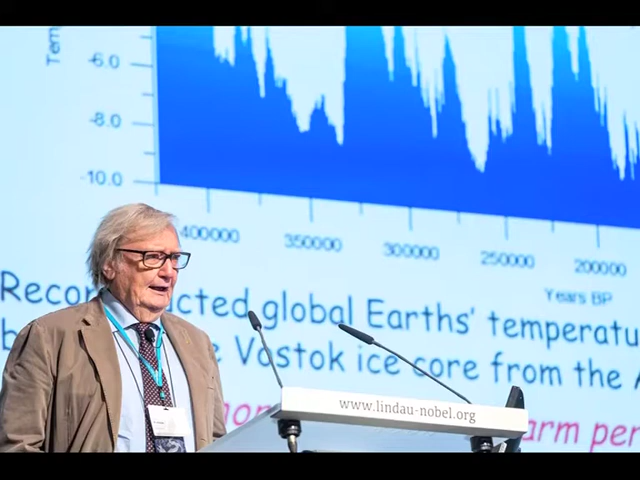 -6.0
-8.0
-10.0
400000 350000 300000 250000 200000
Years BP
Reconstructed global Earths' temperatu
Vostok ice core from the A
www.lindau-nobel.org
arm per